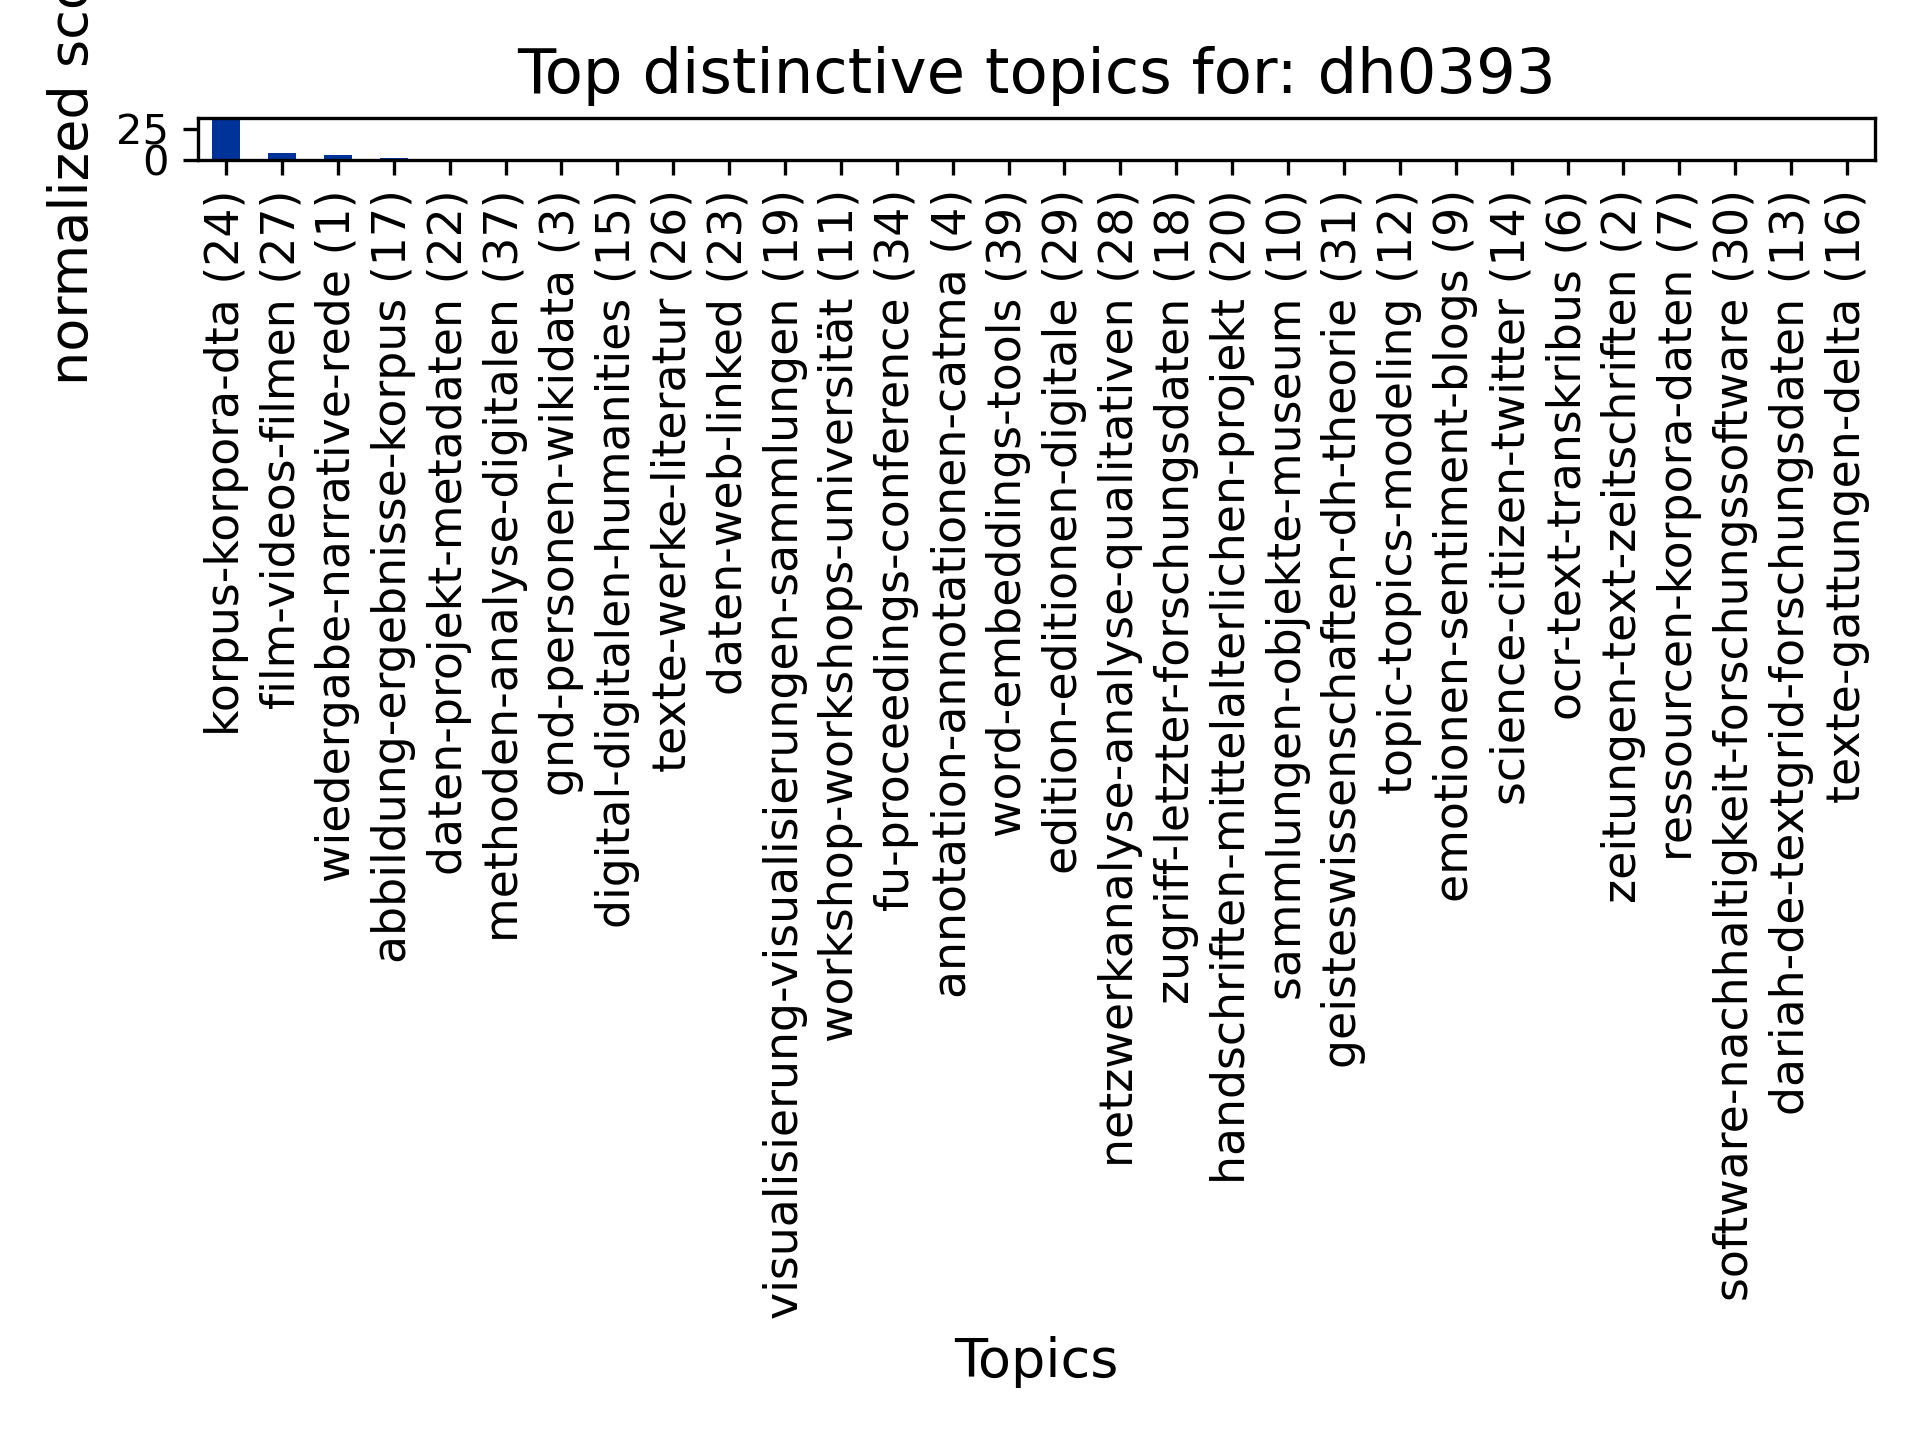 Top distinctive topics for: dh0393
normalized
25
0
korpus-korpora-dta (24)
film-videos-filmen (27)
wiedergabe-narrative-rede (1)
abbildung-ergebnisse-korpus (17)
daten-projekt-metadaten (22)
methoden-analyse-digitalen (37)
gnd-personen-wikidata (3)
digital-digitalen-humanities (15)
texte-werke-literatur (26)
daten-web-linked (23)
visualisierung-visualisierungen-sammlungen (19)
workshop-workshops-universität (11)
fu-proceedings-conference (34)
annotation-annotationen-catma (4)
word-embeddings-tools (39)
edition-editionen-digitale (29)
netzwerkanalyse-analyse-qualitativen (28)
zugriff-letzter-forschungsdaten (18)
handschriften-mittelalterlichen-projekt (20)
sammlungen-objekte-museum (10)
geisteswissenschaften-dh-theorie (31)
topic-topics-modeling (12)
emotionen-sentiment-blogs (9)
science-citizen-twitter (14)
ocr-text-transkribus (6)
zeitungen-text-zeitschriften (2)
ressourcen-korpora-daten (7)
software-nachhaltigkeit-forschungssoftware (30)
dariah-de-textgrid-forschungsdaten (13)
texte-gattungen-delta (16)
Topics